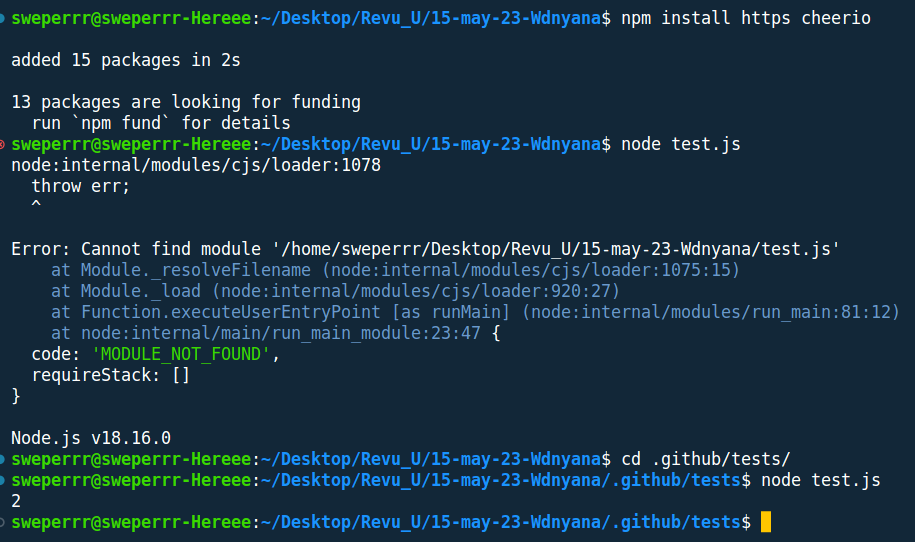 sweperrr@sweperrr-Hereee:~/Desktop/Revu_U/15-may-23-Wdnyana$ npm install https cheerio
added 15 packages in 2s
13 packages are looking for funding
  run `npm fund` for details
sweperrr@sweperrr-Hereee:~/Desktop/Revu_U/15-may-23-Wdnyana$ node test.js
node:internal/modules/cjs/loader:1078
  throw err;
  ^
Error: Cannot find module '/home/sweperrr/Desktop/Revu_U/15-may-23-Wdnyana/test.js'
    at Module._resolveFilename (node:internal/modules/cjs/loader:1075:15)
    at Module._load (node:internal/modules/cjs/loader:920:27)
    at Function.executeUserEntryPoint [as runMain] (node:internal/modules/run_main:81:12)
    at node:internal/main/run_main_module:23:47 {
  code: 'MODULE_NOT_FOUND',
  requireStack: []
}
Node.js v18.16.0
sweperrr@sweperrr-Hereee:~/Desktop/Revu_U/15-may-23-Wdnyana$ cd .github/tests/
sweperrr@sweperrr-Hereee:~/Desktop/Revu_U/15-may-23-Wdnyana/.github/tests$ node test.js
2
sweperrr@sweperrr-Hereee:~/Desktop/Revu_U/15-may-23-Wdnyana/.github/tests$